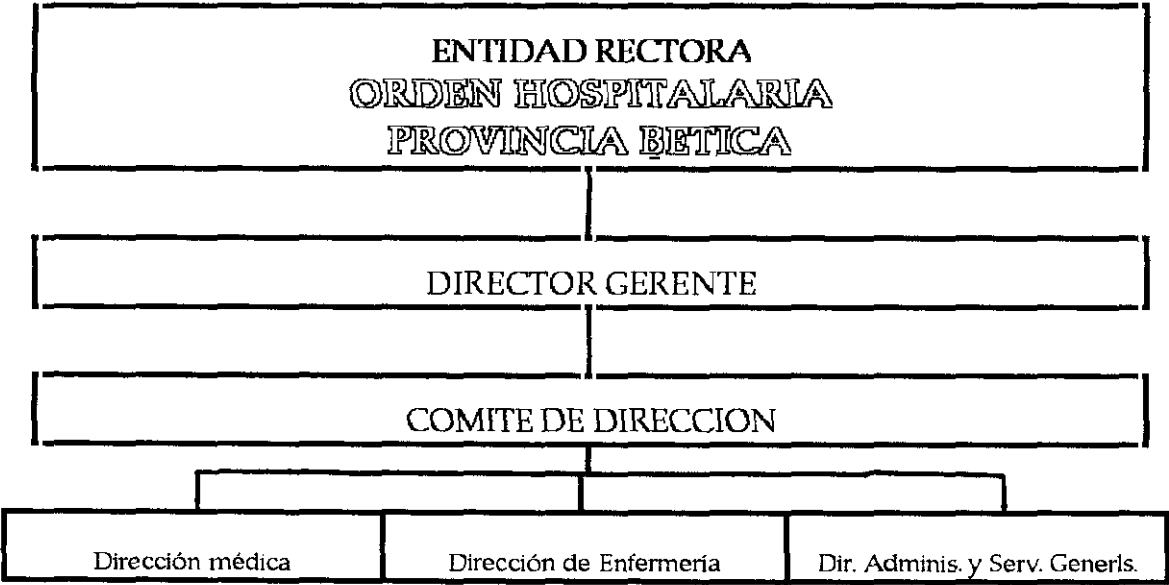 ENTIDAD RECTORA
ORDEN HOSPITALARIA
PROVINCIA BETICA
DIRECTOR GERENTE
COMITE DE DIRECCION
Dirección médica
Dirección de Enfermería
Dir. Adminis. y Serv. Generls.